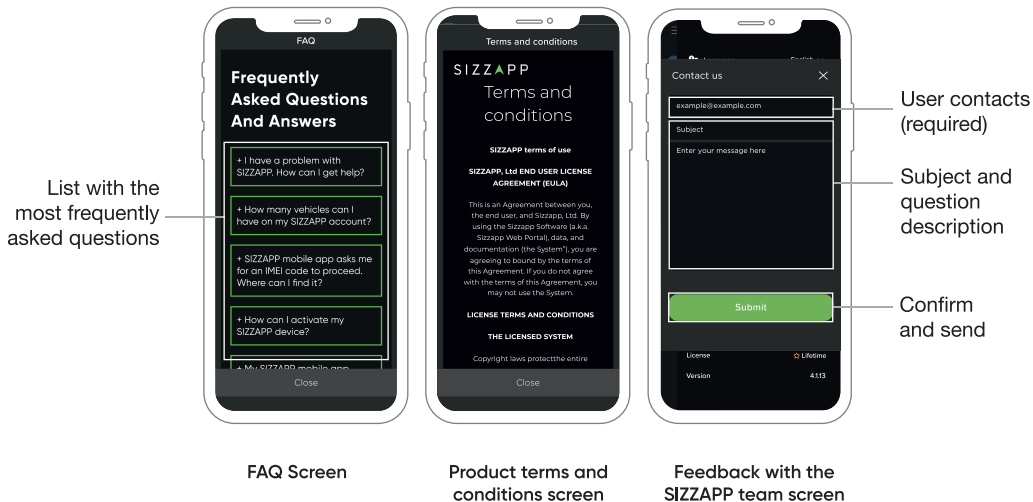 FAQ
Frequently
Asked Questions
And Answers
+ I have a problem with
SIZZAPP. How can I get help?
+ How many vehicles can I
have on my SIZZAPP account?
+ SIZZAPP mobile app asks me
for an IMEI code to proceed.
Where can I find it?
+ How can I activate my
SIZZAPP device?
+ My SIZZAPP mobile app
Close
List with the
most frequently
asked questions
FAQ Screen
Terms and conditions
SIZZAPP
Terms and
conditions
SIZZAPP terms of use
SIZZAPP, Ltd END USER LICENSE
AGREEMENT (EULA)
This is an Agreement between you,
the end user, and Sizzapp, Ltd. By
using the Sizzapp Software (a.k.a.
Sizzapp Web Portal), data, and
documentation (the System"), you are
agreeing to bound by the terms of
this Agreement. If you do not agree
with the terms of this Agreement, you
may not use the System.
LICENSE TERMS AND CONDITIONS
THE LICENSED SYSTEM
Copyright laws protectthe entire
Close
Product terms and
conditions screen
English
Contact us
example@example.com
Subject
Enter your message here
Submit
License Lifetime
Version 4.1.13
User contacts
(required)
Subject and
question
description
Confirm
and send
Feedback with the
SIZZAPP team screen